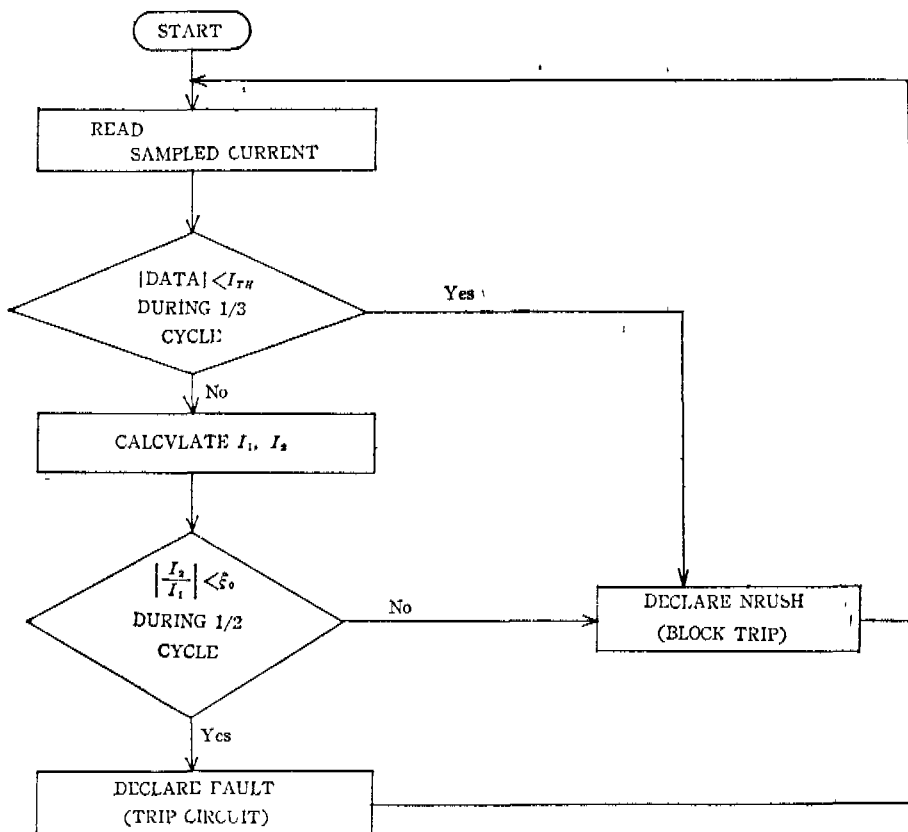 START
READ
SAMPLED CURRENT
|DATA| < I_TH
DURING 1/3
CYCLE
Yes
No
CALCVLATE I₁, I₂
|I₂/I₁| < ξ₀
DURING 1/2
CYCLE
No
DECLARE NRUSH
(BLOCK TRIP)
Yes
DECLARE FAULT
(TRIP CIRCUIT)